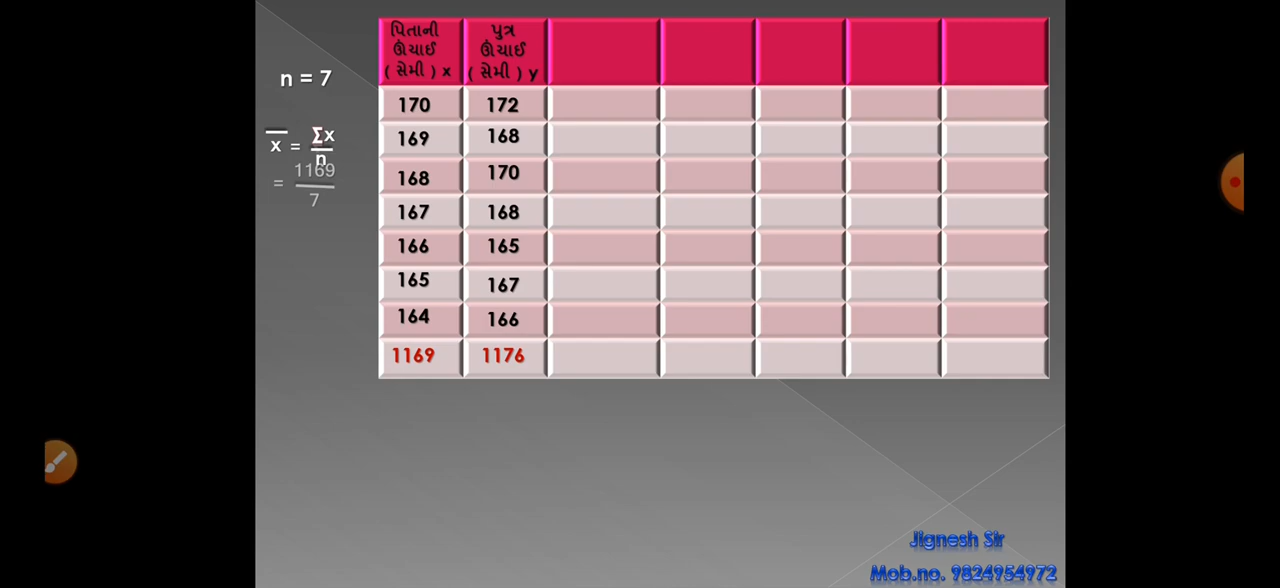 n = 7
x = Σx
n
= 1169
7
પિતાની ઊંચાઈ ( સેમી ) x
પુત્ર ઊંચાઈ ( સેમી ) y
170 172
169 168
168 170
167 168
166 165
165 167
164 166
1169 1176
Jignesh Sir
Mob.no. 9824954972